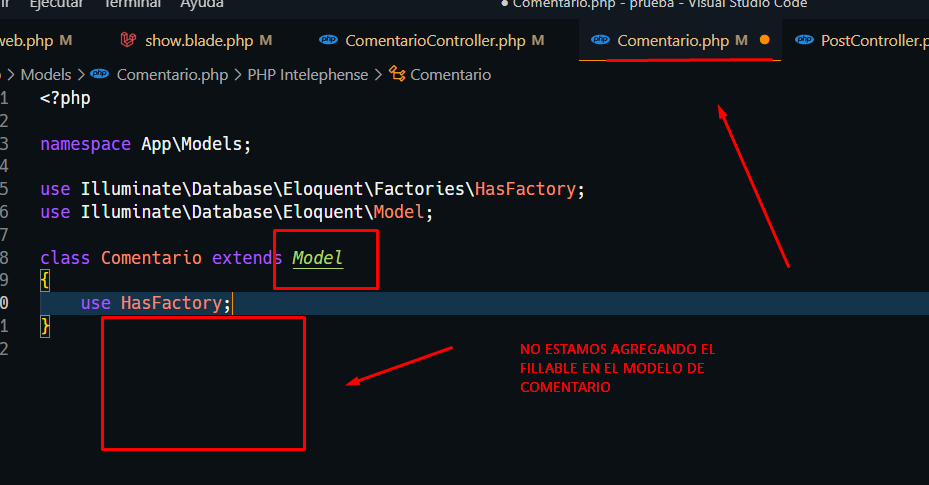 Ejecutar Terminal Ayuda ● Comentario.php - prueba - Visual Studio Code
web.php M show.blade.php M ComentarioController.php M Comentario.php M PostController.p
> Models > Comentario.php > PHP Intelephense > Comentario
1 <?php
2
3 namespace App\Models;
4
5 use Illuminate\Database\Eloquent\Factories\HasFactory;
6 use Illuminate\Database\Eloquent\Model;
7
8 class Comentario extends Model
9 {
0 use HasFactory;
1 }
2
NO ESTAMOS AGREGANDO EL
FILLABLE EN EL MODELO DE
COMENTARIO